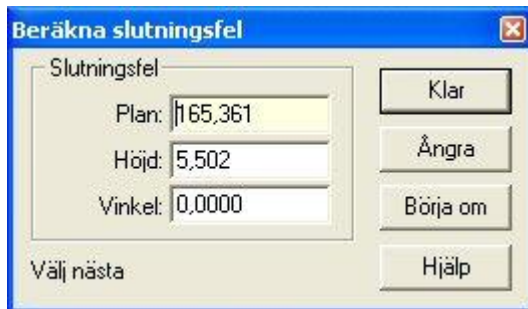 Beräkna slutningsfel
Slutningsfel
Plan: 165,361
Höjd: 5,502
Vinkel: 0,0000
Välj nästa
Klar
Ångra
Börja om
Hjälp